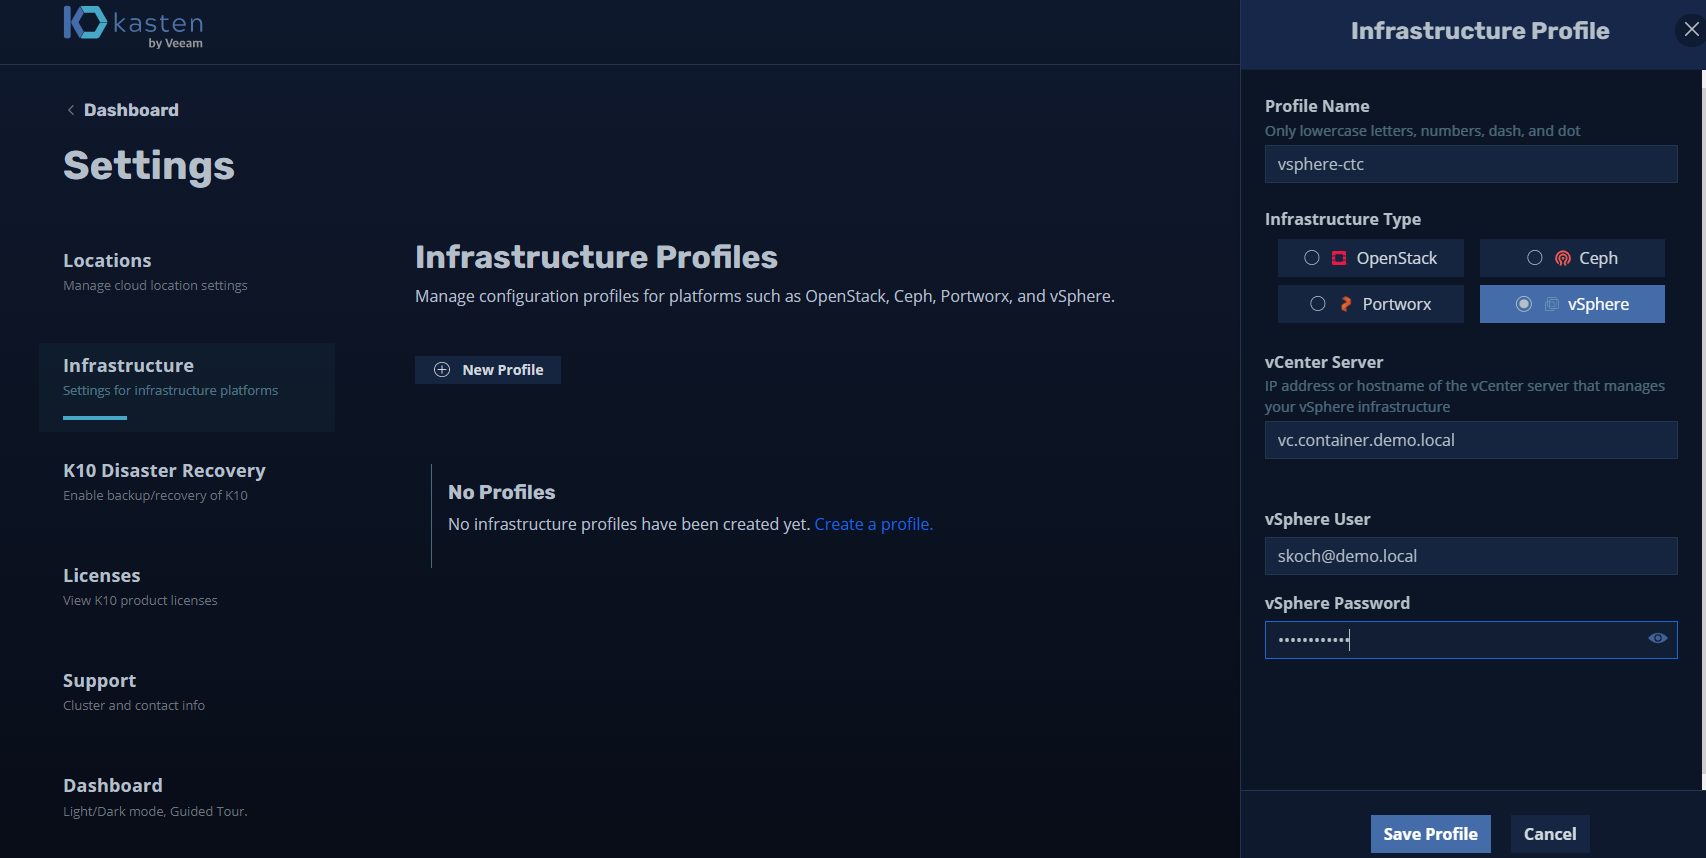 kasten
by Veeam
Dashboard
Settings
Locations
Manage cloud location settings
Infrastructure
Settings for infrastructure platforms
K10 Disaster Recovery
Enable backup/recovery of K10
Licenses
View K10 product licenses
Support
Cluster and contact info
Dashboard
Light/Dark mode, Guided Tour.
Infrastructure Profiles
Manage configuration profiles for platforms such as OpenStack, Ceph, Portworx, and vSphere.
New Profile
No Profiles
No infrastructure profiles have been created yet. Create a profile.
Infrastructure Profile
Profile Name
Only lowercase letters, numbers, dash, and dot
vsphere-ctc
Infrastructure Type
OpenStack
Ceph
Portworx
vSphere
vCenter Server
IP address or hostname of the vCenter server that manages
your vSphere infrastructure
vc.container.demo.local
vSphere User
skoch@demo.local
vSphere Password
••••••••••••
Save Profile
Cancel